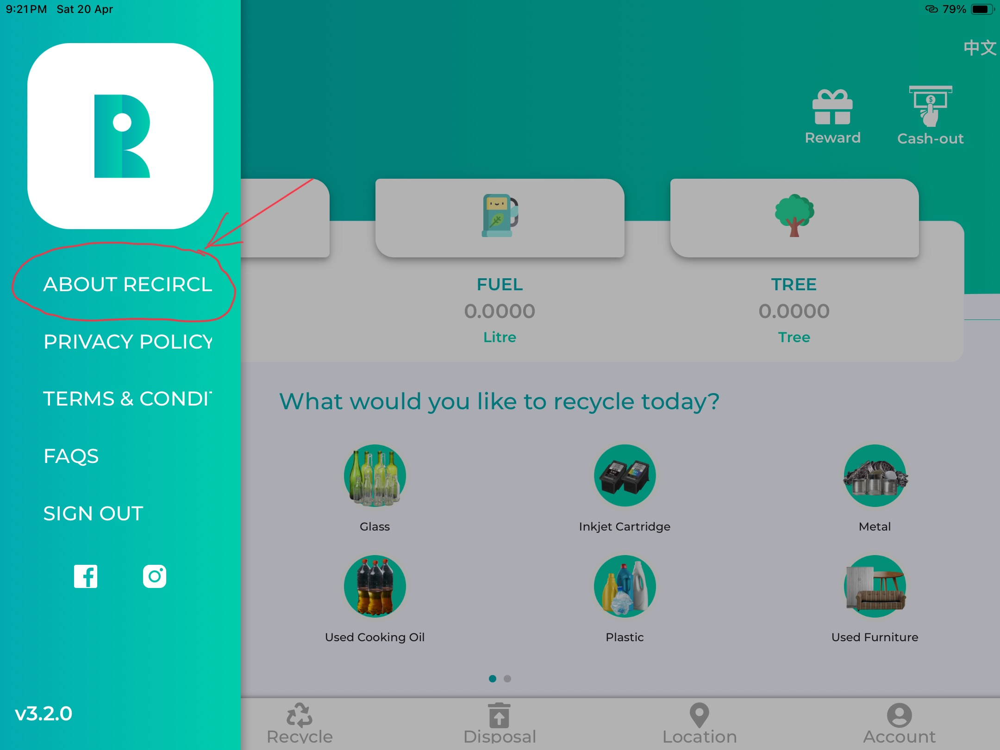 9:21 PM Sat 20 Apr
79%
中文
Reward
Cash-out
ABOUT RECIRCL
PRIVACY POLICY
TERMS & CONDI
FAQS
SIGN OUT
v3.2.0
FUEL
0.0000
Litre
TREE
0.0000
Tree
What would you like to recycle today?
Glass
Inkjet Cartridge
Metal
Used Cooking Oil
Plastic
Used Furniture
Recycle
Disposal
Location
Account